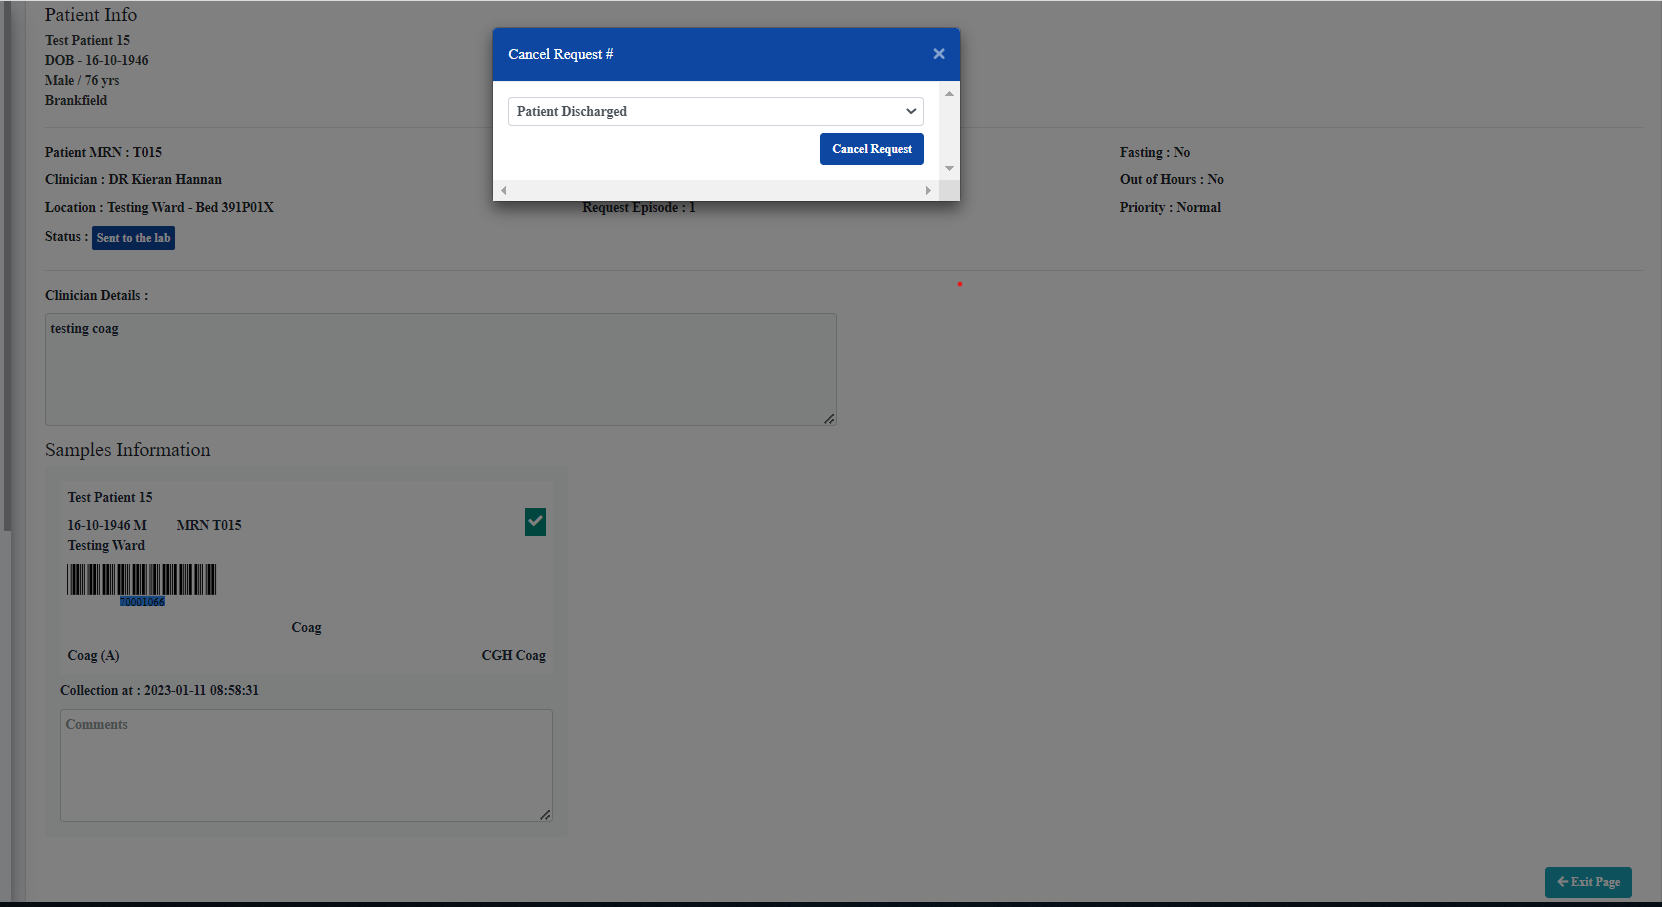 Patient Info
Test Patient 15
DOB - 16-10-1946
Male / 76 yrs
Brankfield
Cancel Request #
×
Patient Discharged
Cancel Request
Patient MRN : T015
Fasting : No
Clinician : DR Kieran Hannan
Out of Hours : No
Location : Testing Ward - Bed 391P01X
Request Episode : 1
Priority : Normal
Status : Sent to the lab
Clinician Details :
testing coag
Samples Information
Test Patient 15
16-10-1946 M MRN T015
Testing Ward
70001066
Coag
Coag (A) CGH Coag
Collection at : 2023-01-11 08:58:31
Comments
Exit Page